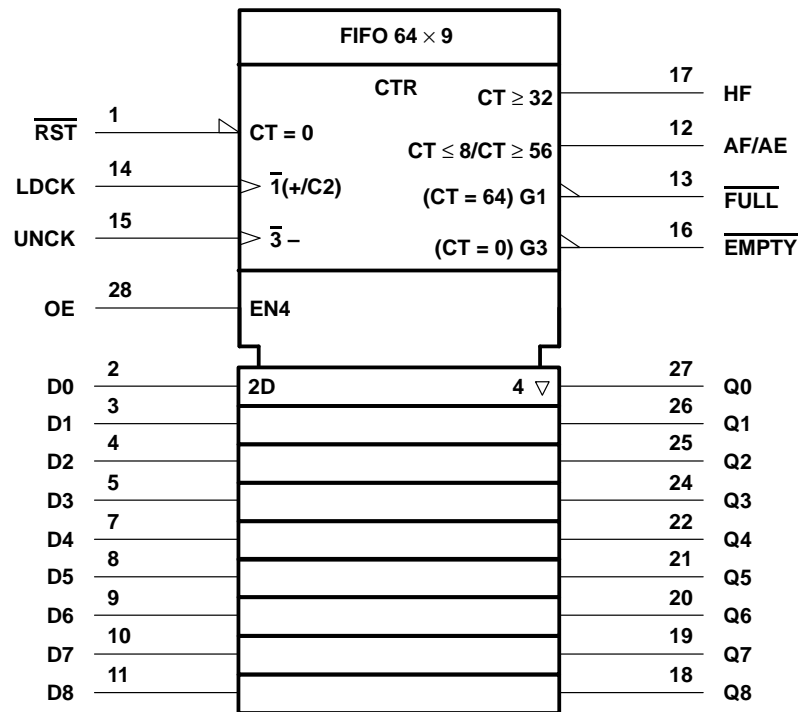 FIFO 64 × 9
CTR
1
R̅S̅T̅
CT = 0
CT ≥ 32
17
HF
CT ≤ 8/CT ≥ 56
12
AF/AE
14
LDCK
1̅(+/C2)
(CT = 64) G1
13
F̅U̅L̅L̅
15
UNCK
3̅ –
(CT = 0) G3
16
E̅M̅P̅T̅Y̅
28
OE
EN4
2
D0
2D
4 ▽
27
Q0
3
D1
26
Q1
4
D2
25
Q2
5
D3
24
Q3
7
D4
22
Q4
8
D5
21
Q5
9
D6
20
Q6
10
D7
19
Q7
11
D8
18
Q8